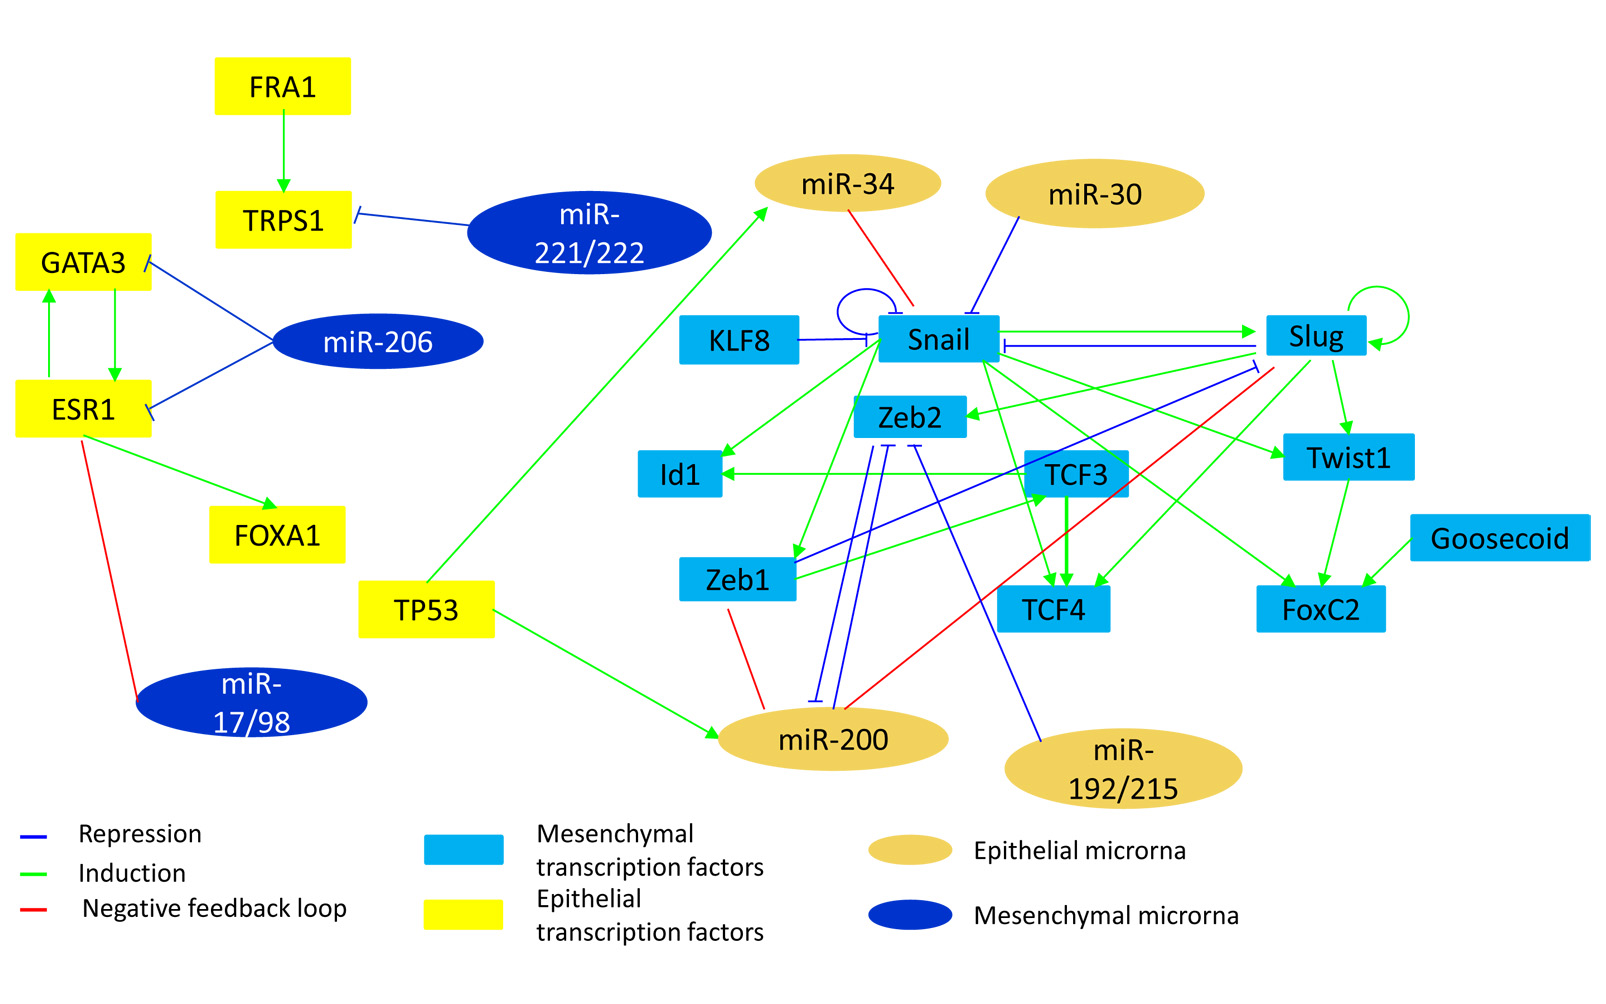 FRA1
miR-34
miR-30
TRPS1
miR-
221/222
GATA3
miR-206
KLF8
Snail
Slug
ESR1
Zeb2
Id1
TCF3
Twist1
FOXA1
Goosecoid
Zeb1
TP53
TCF4
FoxC2
miR-
17/98
miR-200
miR-
192/215
Repression
Induction
Negative feedback loop
Mesenchymal
transcription factors
Epithelial
transcription factors
Epithelial microrna
Mesenchymal microrna